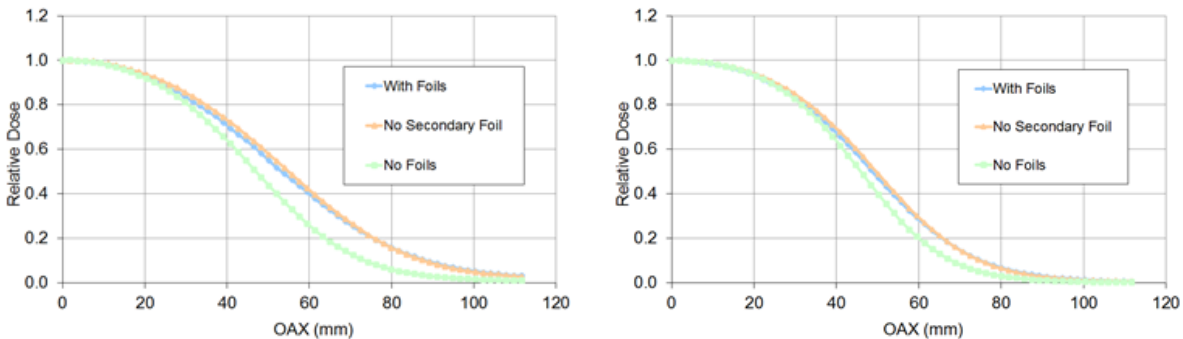 1.2
1.0
0.8
0.6
0.4
0.2
0.0
Relative Dose
With Foils
No Secondary Foil
No Foils
0 20 40 60 80 100 120
OAX (mm)
1.2
1.0
0.8
0.6
0.4
0.2
0.0
Relative Dose
With Foils
No Secondary Foil
No Foils
0 20 40 60 80 100 120
OAX (mm)